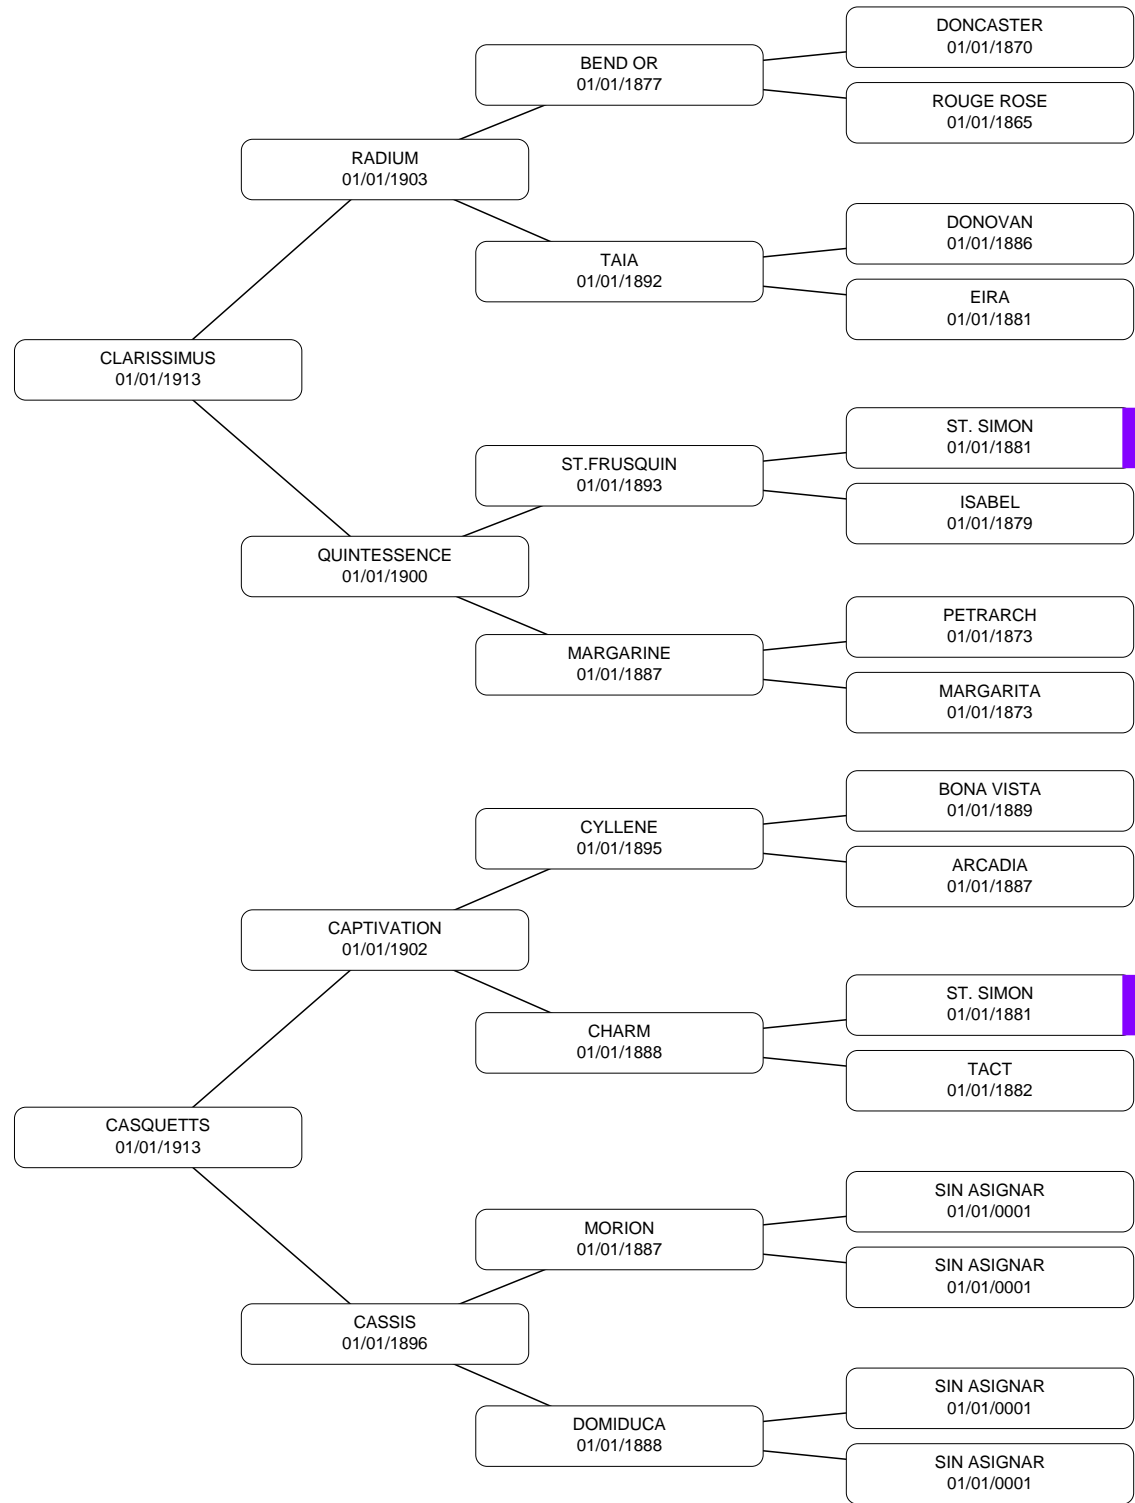 DONCASTER
01/01/1870
BEND OR
01/01/1877
ROUGE ROSE
01/01/1865
RADIUM
01/01/1903
DONOVAN
01/01/1886
TAIA
01/01/1892
EIRA
01/01/1881
CLARISSIMUS
01/01/1913
ST. SIMON
01/01/1881
ST.FRUSQUIN
01/01/1893
ISABEL
01/01/1879
QUINTESSENCE
01/01/1900
PETRARCH
01/01/1873
MARGARINE
01/01/1887
MARGARITA
01/01/1873
BONA VISTA
01/01/1889
CYLLENE
01/01/1895
ARCADIA
01/01/1887
CAPTIVATION
01/01/1902
ST. SIMON
01/01/1881
CHARM
01/01/1888
TACT
01/01/1882
CASQUETTS
01/01/1913
SIN ASIGNAR
01/01/0001
MORION
01/01/1887
SIN ASIGNAR
01/01/0001
CASSIS
01/01/1896
SIN ASIGNAR
01/01/0001
DOMIDUCA
01/01/1888
SIN ASIGNAR
01/01/0001